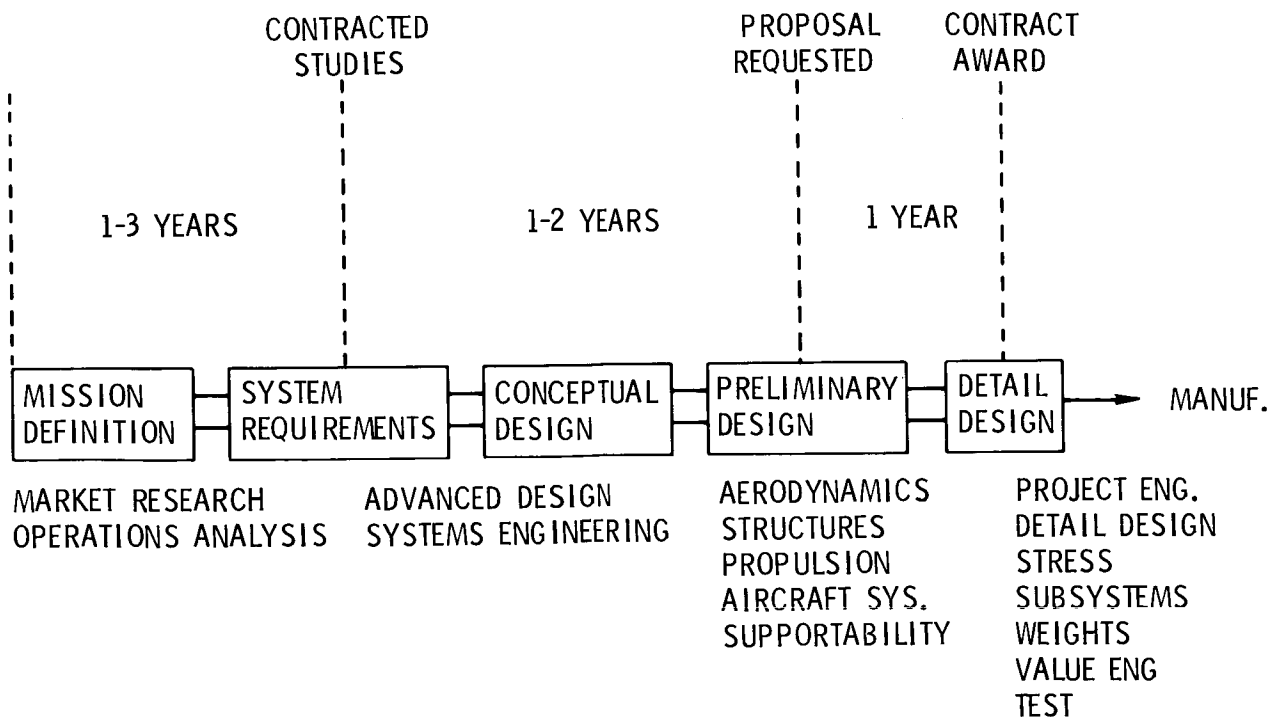 CONTRACTED
STUDIES
PROPOSAL
REQUESTED
CONTRACT
AWARD
1-3 YEARS
1-2 YEARS
1 YEAR
MISSION
DEFINITION
SYSTEM
REQUIREMENTS
CONCEPTUAL
DESIGN
PRELIMINARY
DESIGN
DETAIL
DESIGN
MANUF.
MARKET RESEARCH
OPERATIONS ANALYSIS
ADVANCED DESIGN
SYSTEMS ENGINEERING
AERODYNAMICS
STRUCTURES
PROPULSION
AIRCRAFT SYS.
SUPPORTABILITY
PROJECT ENG.
DETAIL DESIGN
STRESS
SUBSYSTEMS
WEIGHTS
VALUE ENG
TEST